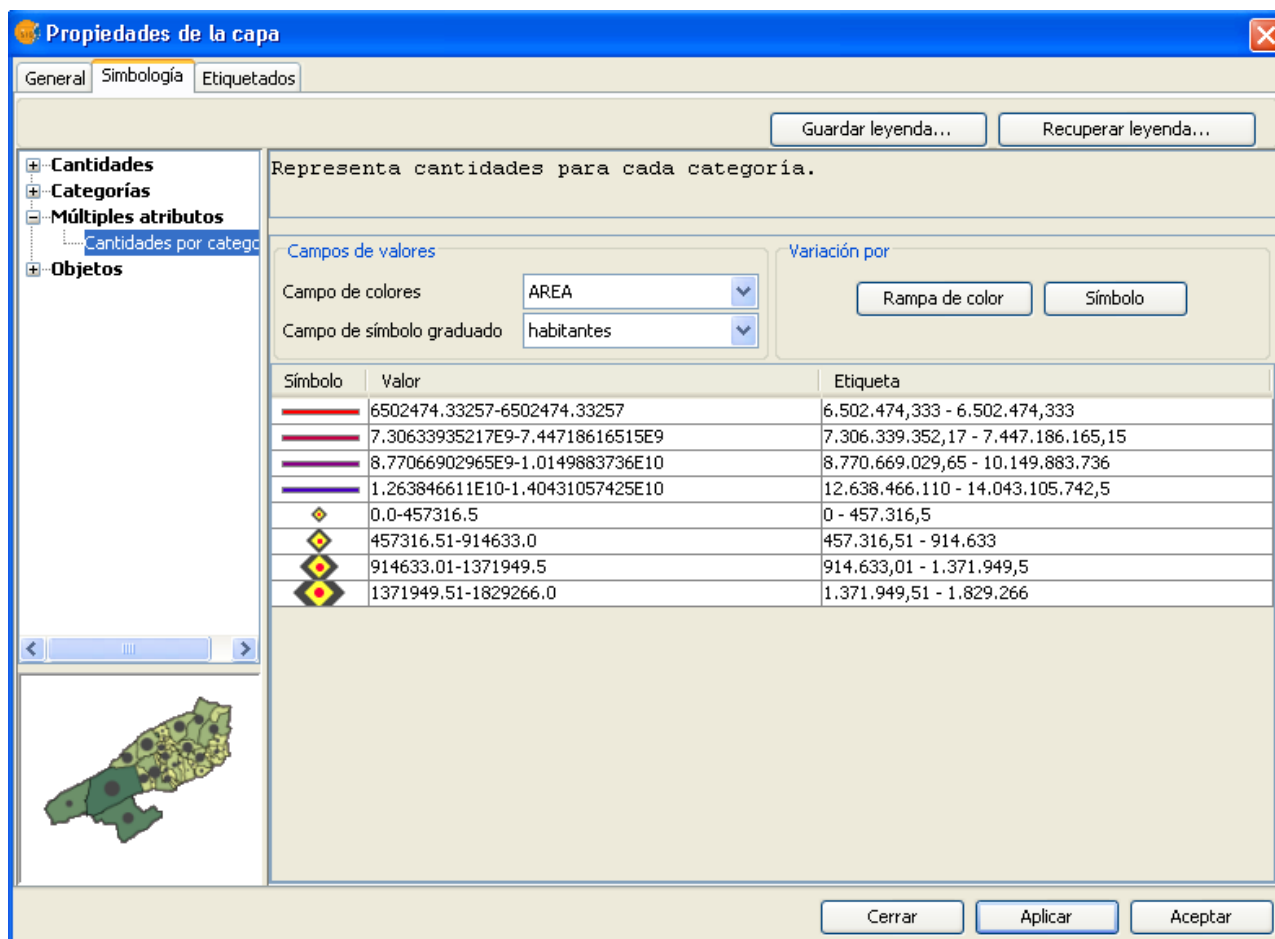 Propiedades de la capa
General Simbología Etiquetados
Guardar leyenda... Recuperar leyenda...
Cantidades
Categorías
Múltiples atributos
Cantidades por catego
Objetos
Representa cantidades para cada categoría.
Campos de valores
Campo de colores AREA
Campo de símbolo graduado habitantes
Variación por
Rampa de color Símbolo
Símbolo Valor Etiqueta
6502474.33257-6502474.33257 6.502.474,333 - 6.502.474,333
7.30633935217E9-7.44718616515E9 7.306.339.352,17 - 7.447.186.165,15
8.77066902965E9-1.0149883736E10 8.770.669.029,65 - 10.149.883.736
1.263846611E10-1.40431057425E10 12.638.466.110 - 14.043.105.742,5
0.0-457316.5 0 - 457.316,5
457316.51-914633.0 457.316,51 - 914.633
914633.01-1371949.5 914.633,01 - 1.371.949,5
1371949.51-1829266.0 1.371.949,51 - 1.829.266
Cerrar Aplicar Aceptar